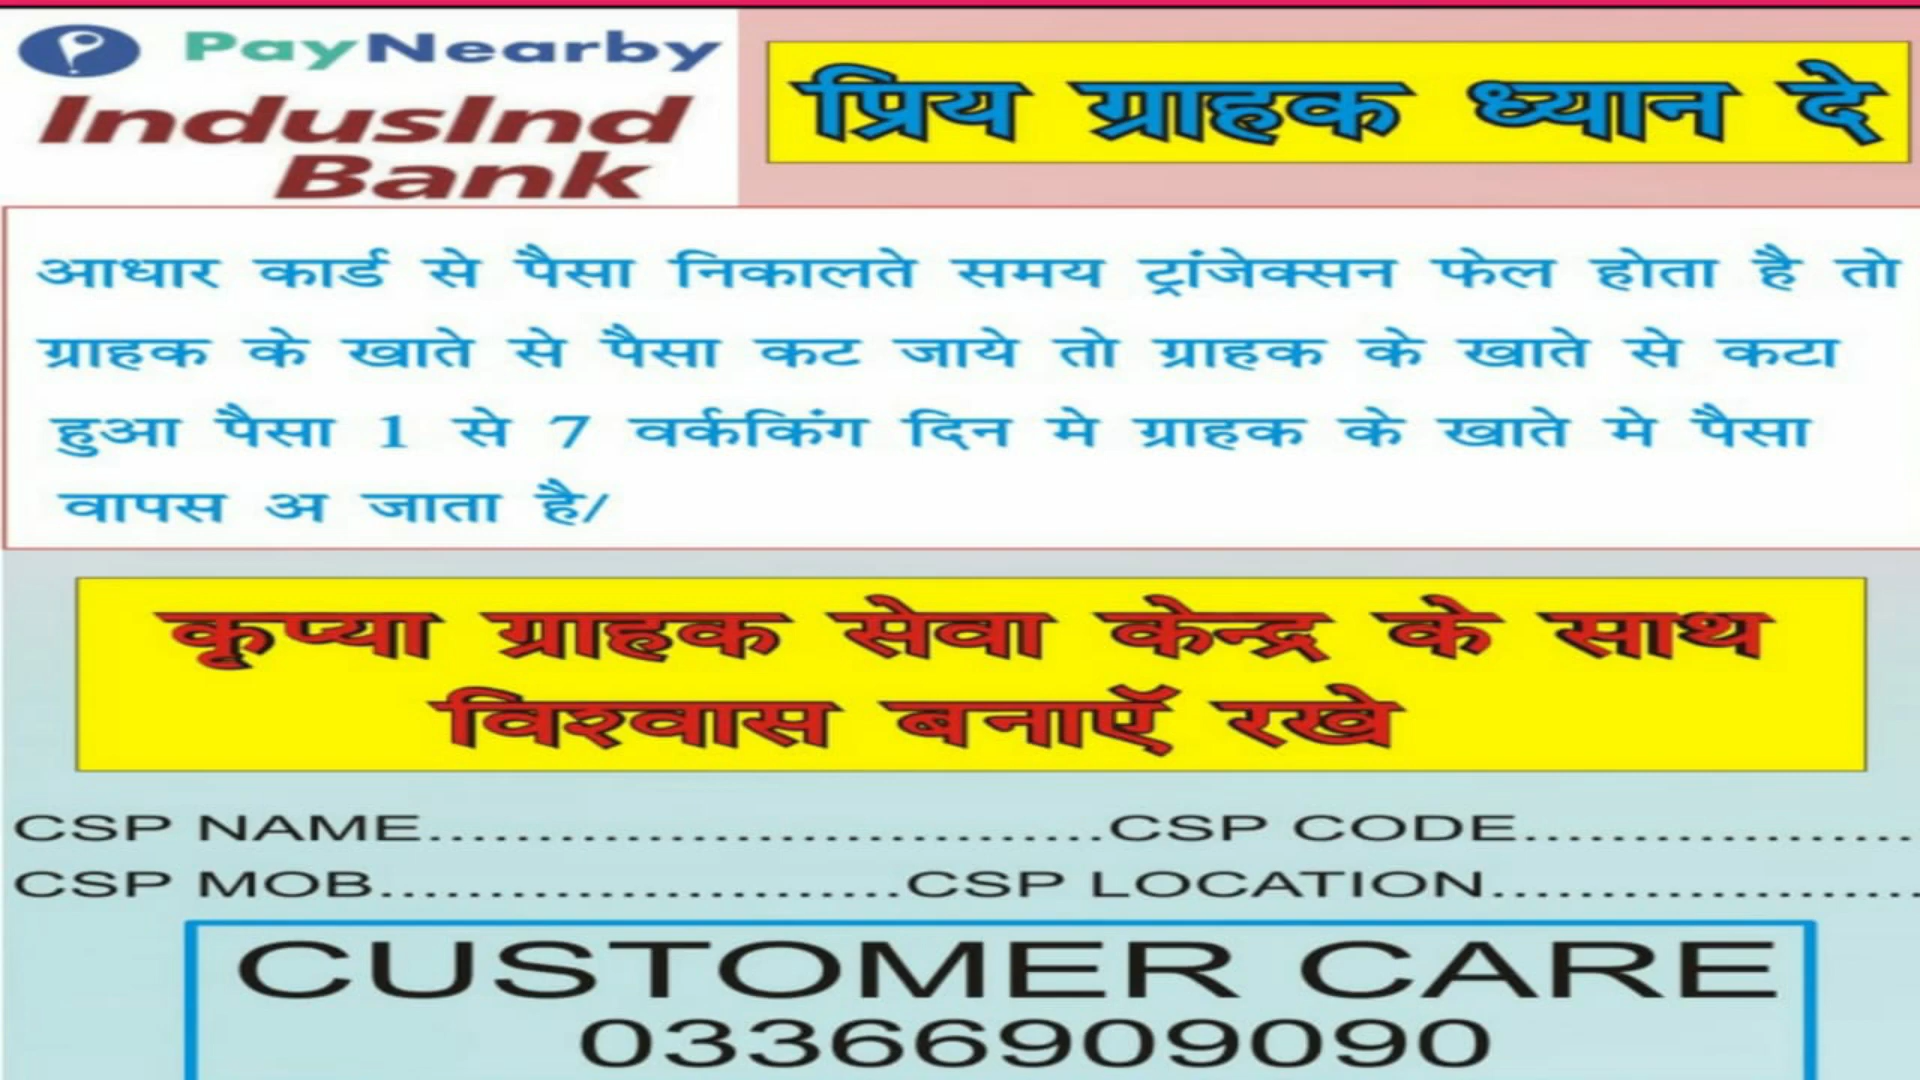 PayNearby
IndusInd
Bank
प्रिय ग्राहक ध्यान दे
आधार कार्ड से पैसा निकालते समय ट्रांजेक्सन फेल होता है तो
ग्राहक के खाते से पैसा कट जाये तो ग्राहक के खाते से कटा
हुआ पैसा 1 से 7 वर्ककिंग दिन मे ग्राहक के खाते मे पैसा
वापस अ जाता है/
कृप्या ग्राहक सेवा केन्द्र के साथ
विश्वास बनाऍ रखे
CSP NAME..............................CSP CODE..................
CSP MOB........................CSP LOCATION....................
CUSTOMER CARE
03366909090